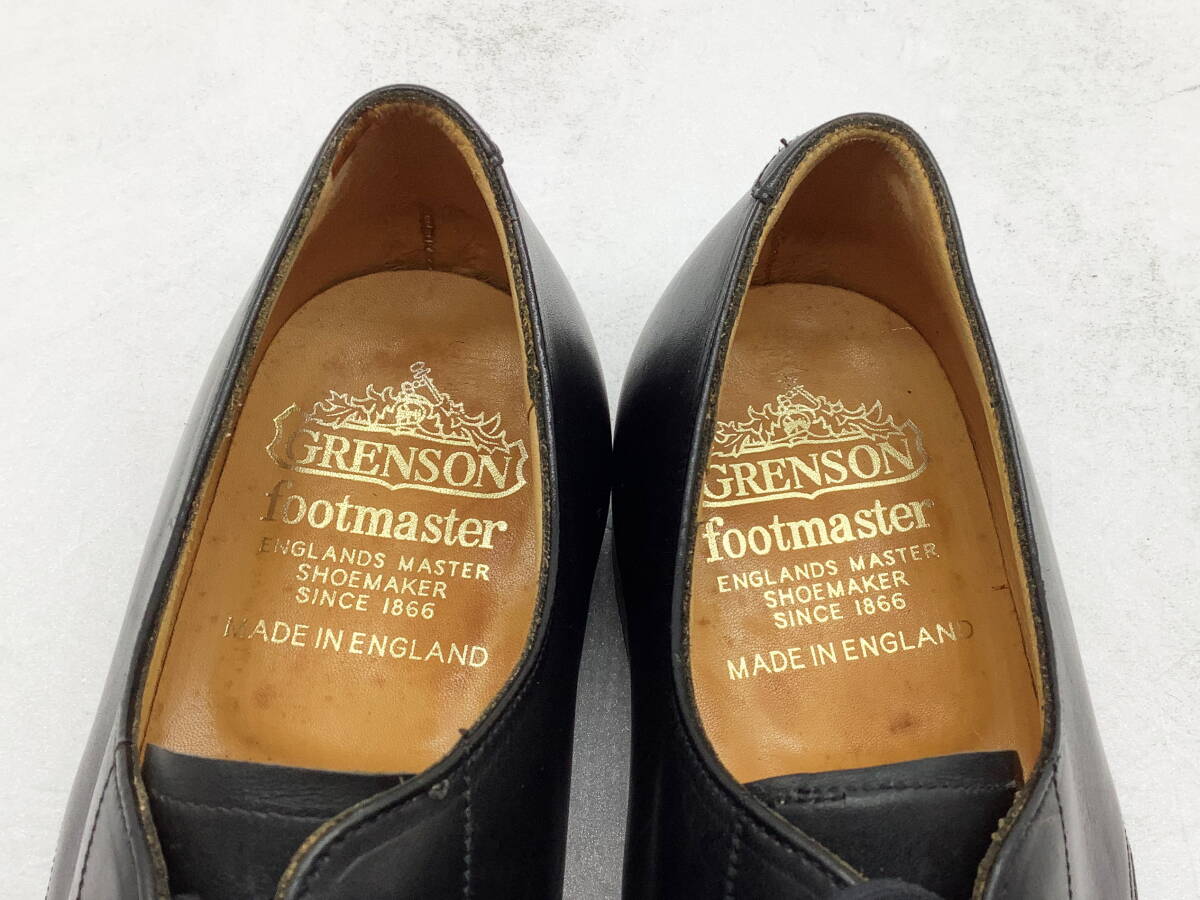 GRENSON
footmaster
ENGLANDS MASTER
SHOEMAKER
SINCE 1866
MADE IN ENGLAND
GRENSON
footmaster
ENGLANDS MASTER
SHOEMAKER
SINCE 1866
MADE IN ENGLAND